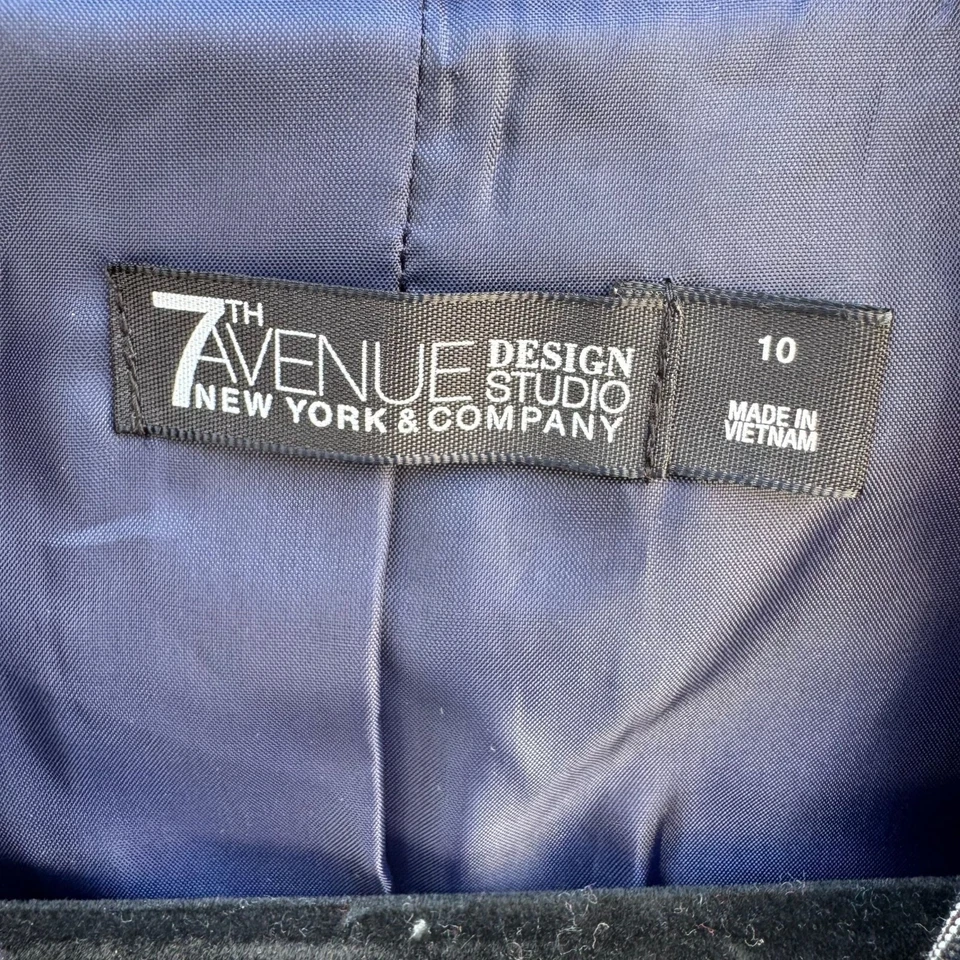 7TH
AVENUE DESIGN STUDIO
NEW YORK & COMPANY
10
MADE IN
VIETNAM